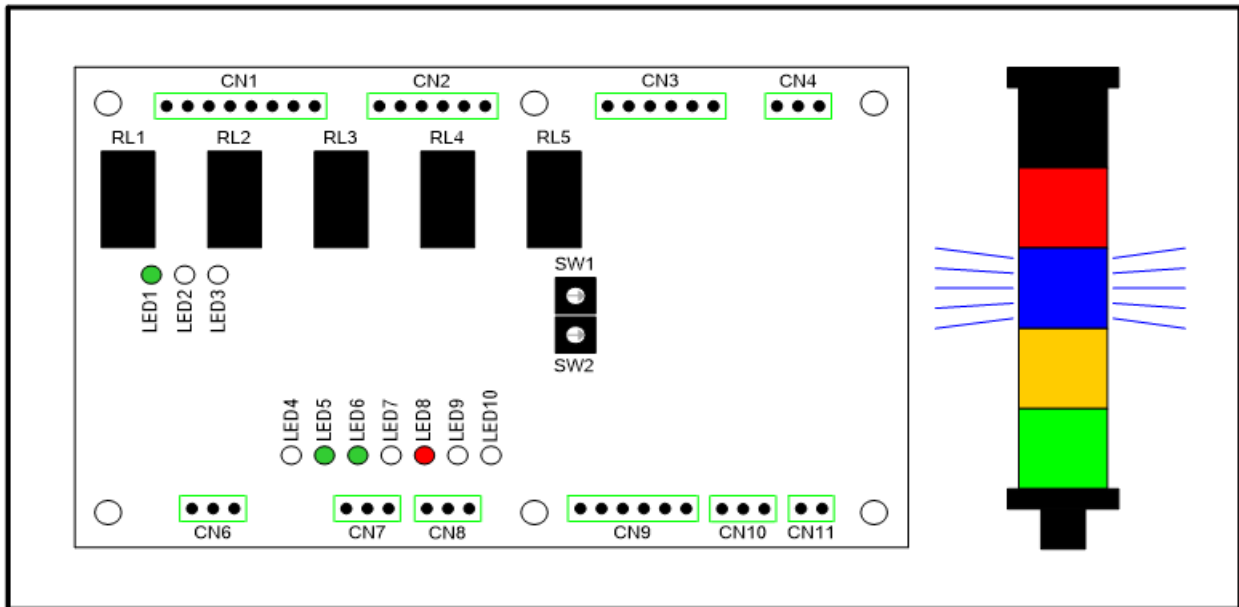 CN1 CN2 CN3 CN4
RL1 RL2 RL3 RL4 RL5
SW1
LED1 LED2 LED3
SW2
LED4 LED5 LED6 LED7 LED8 LED9 LED10
CN6 CN7 CN8 CN9 CN10 CN11